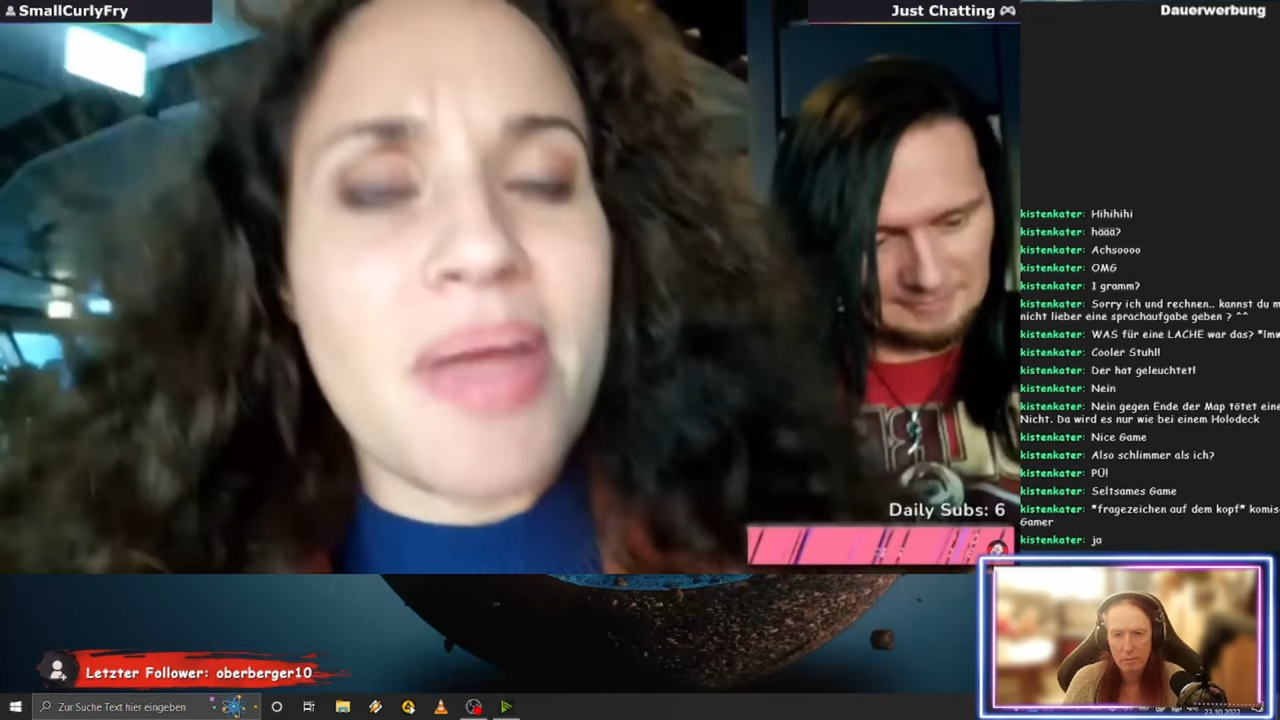 SmallCurlyFry
Just Chatting
Dauerwerbung
kistenkater: Hihihihi
kistenkater: häää?
kistenkater: Achsoooo
kistenkater: OMG
kistenkater: 1 gramm?
kistenkater: Sorry ich und rechnen.. kannst du
nicht lieber eine sprachaufgabe geben ? ^^
kistenkater: WAS für eine LACHE war das?
kistenkater: Cooler Stuhl!
kistenkater: Der hat geleuchtet!
kistenkater: Nein
kistenkater: Nein gegen Ende der Map tötet
Nicht. Da wird es nur wie bei einem Holodeck
kistenkater: Nice Game
kistenkater: Also schlimmer als ich?
kistenkater: PÜ!
kistenkater: Seltsames Game
kistenkater: *fragezeichen auf dem kopf*
Gamer
kistenkater: ja
Daily Subs: 6
Letzter Follower: oberberger10
Zur Suche Text hier eingeben
23.10.2022